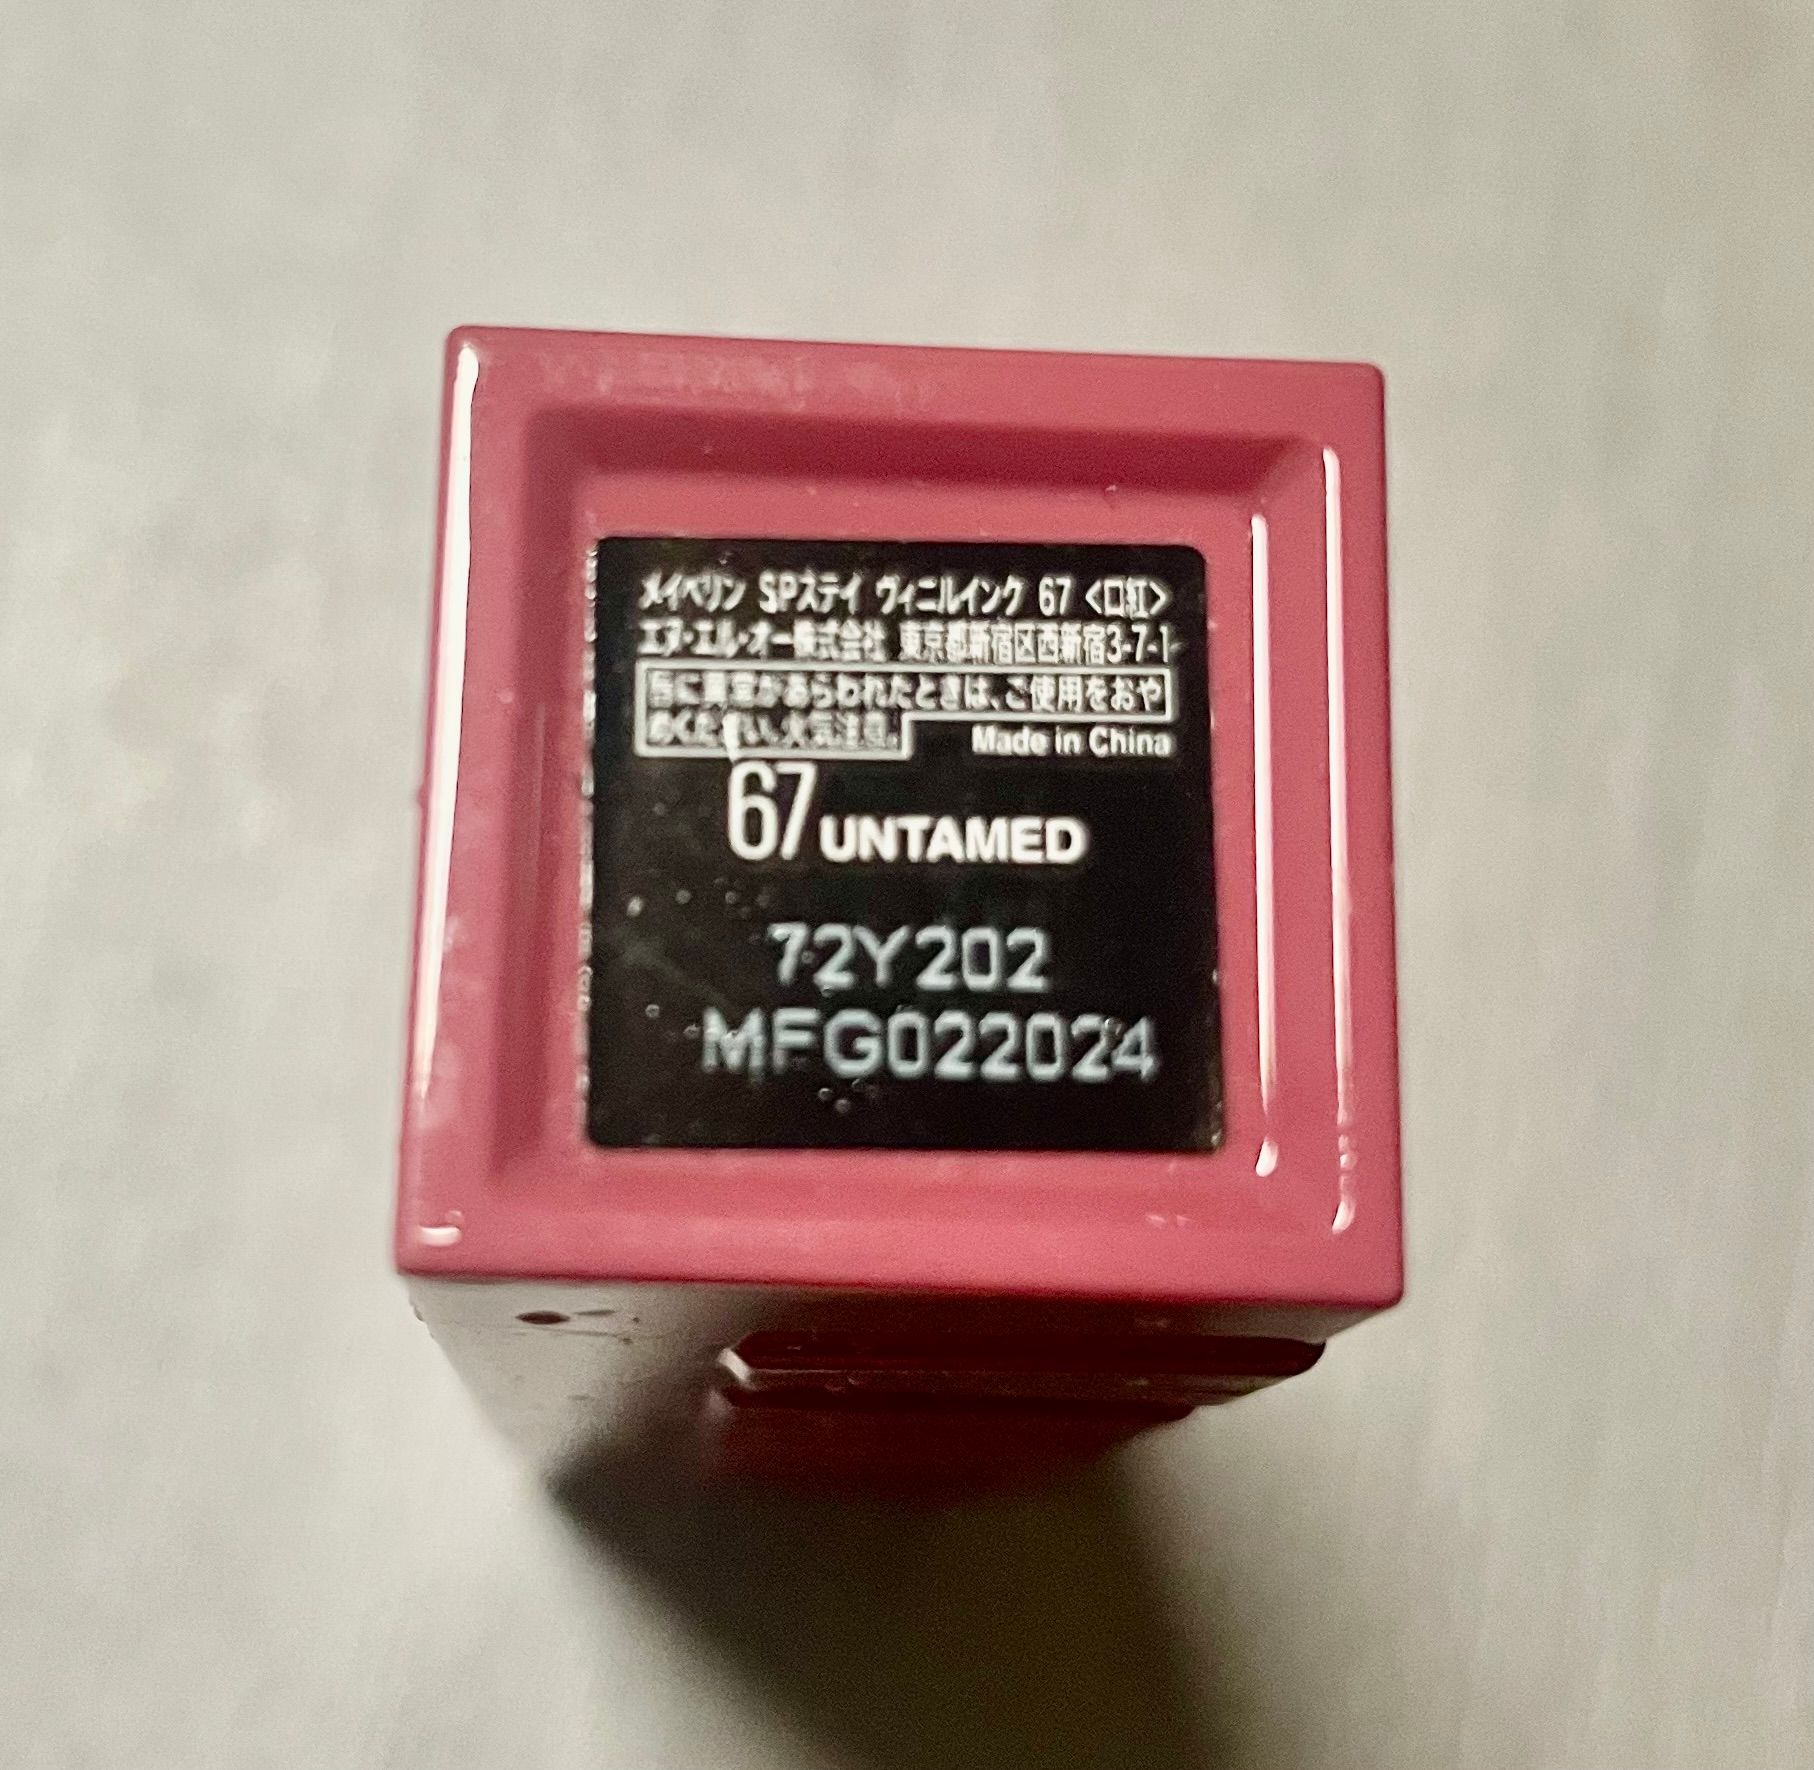 メイベリン SPステイ ヴィニルインク 67 <口紅>
エヌ・エル・オー株式会社 東京都新宿区西新宿3-7-1
唇に異常があらわれたときは、ご使用をおや
めください。火気注意。
Made in China
67 UNTAMED
72Y202
MFG022024